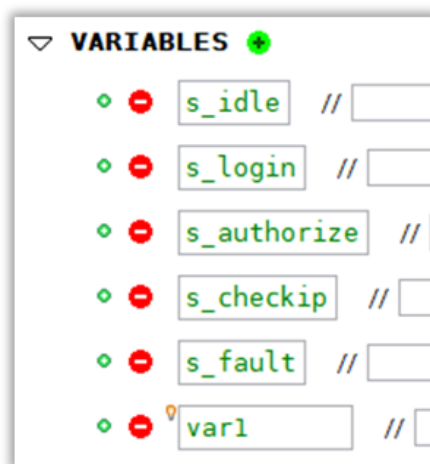 VARIABLES
s_idle //
s_login //
s_authorize //
s_checkip //
s_fault //
var1 //